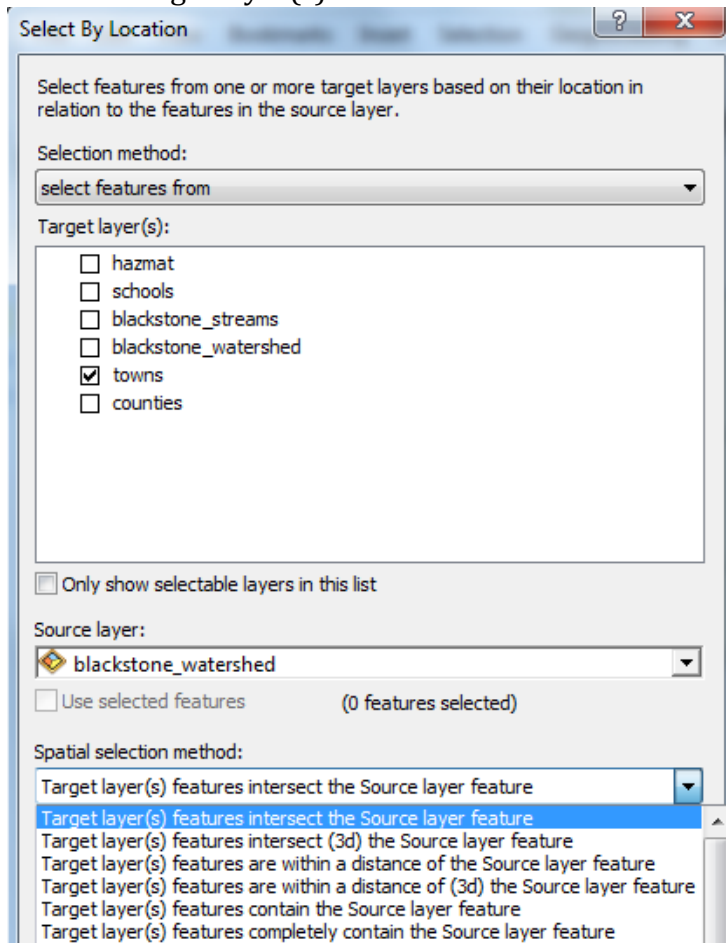 Select By Location
?
X
Select features from one or more target layers based on their location in
relation to the features in the source layer.
Selection method:
select features from
Target layer(s):
hazmat
schools
blackstone_streams
blackstone_watershed
towns
counties
Only show selectable layers in this list
Source layer:
blackstone_watershed
Use selected features (0 features selected)
Spatial selection method:
Target layer(s) features intersect the Source layer feature
Target layer(s) features intersect the Source layer feature
Target layer(s) features intersect (3d) the Source layer feature
Target layer(s) features are within a distance of the Source layer feature
Target layer(s) features are within a distance of (3d) the Source layer feature
Target layer(s) features contain the Source layer feature
Target layer(s) features completely contain the Source layer feature